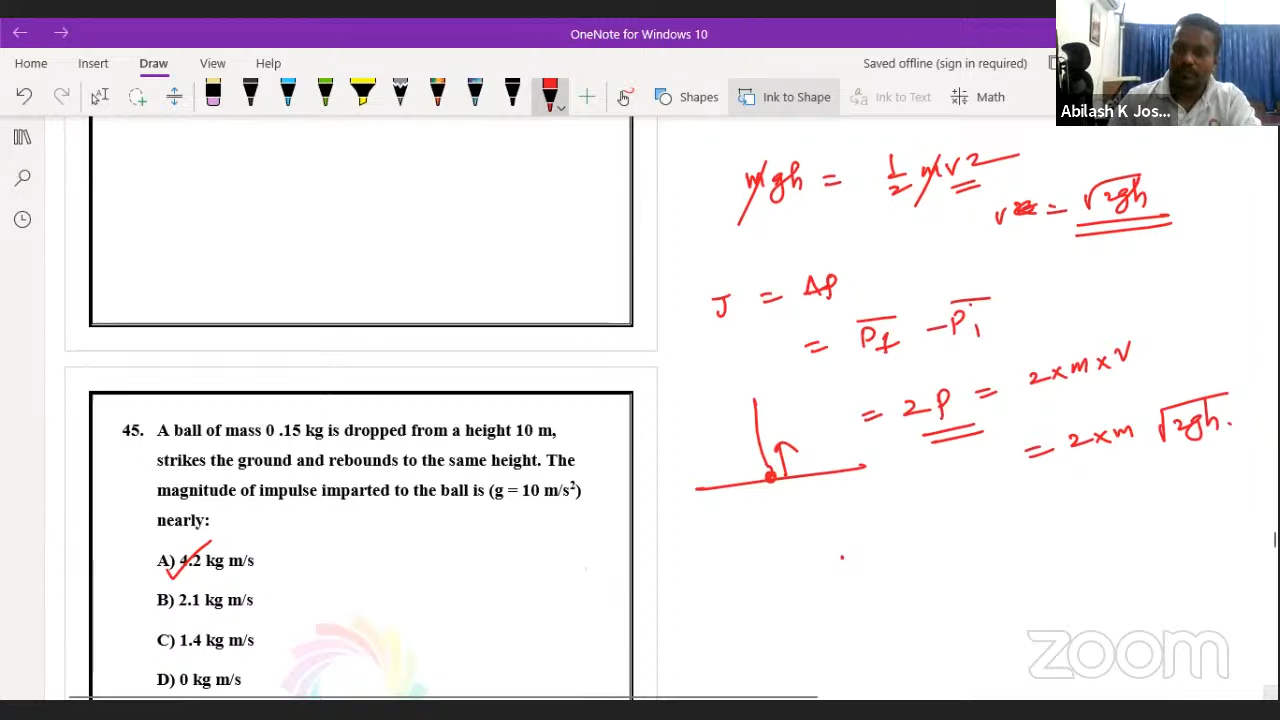 OneNote for Windows 10
Home Insert Draw View Help
Saved offline (sign in required)
Shapes Ink to Shape Ink to Text Math
Abilash K Jos...
mgh = 1/2 mv2
v = √2gh
J = Δp
= Pf - Pi
= 2P = 2 x m x v
= 2 x m √2gh.
45. A ball of mass 0 .15 kg is dropped from a height 10 m,
strikes the ground and rebounds to the same height. The
magnitude of impulse imparted to the ball is (g = 10 m/s²)
nearly:
A) 4.2 kg m/s
B) 2.1 kg m/s
C) 1.4 kg m/s
D) 0 kg m/s
zoom